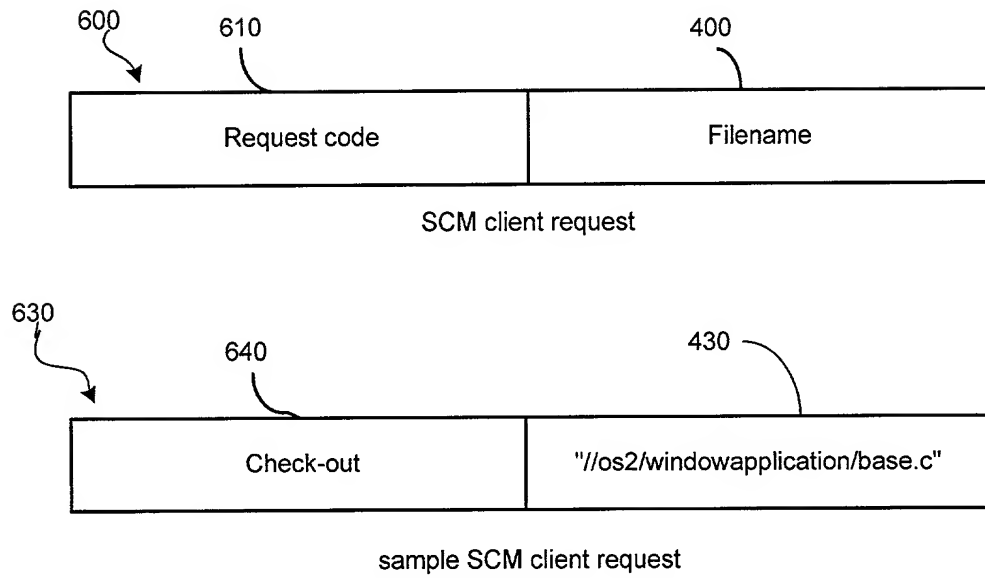 600
610
400
Request code
Filename
SCM client request
630
640
430
Check-out
"//os2/windowapplication/base.c"
sample SCM client request